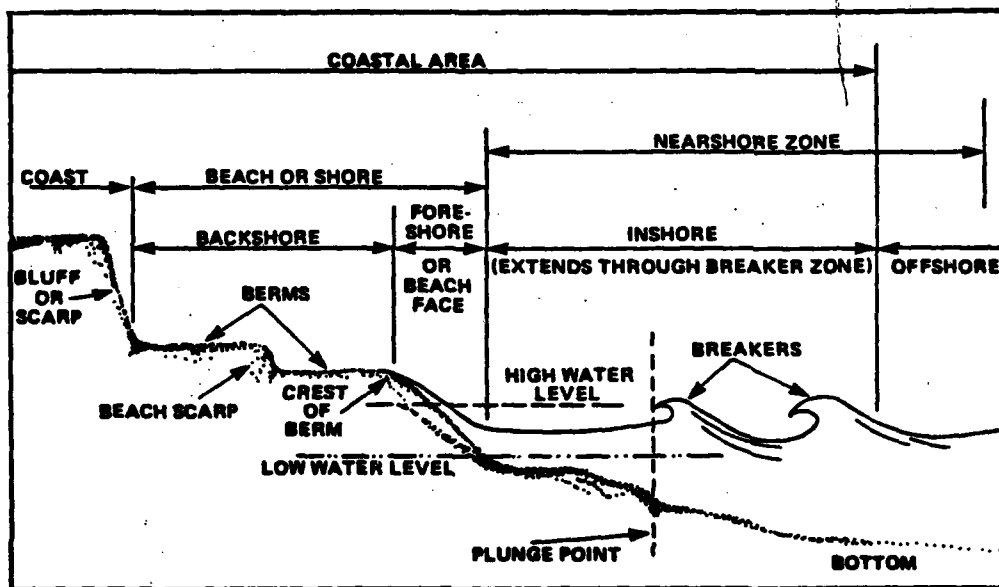 COASTAL AREA
NEARSHORE ZONE
COAST
BEACH OR SHORE
BACKSHORE
FORE-
SHORE
OR
BEACH
FACE
INSHORE
(EXTENDS THROUGH BREAKER ZONE)
OFFSHORE
BLUFF
OR
SCARP
BERMS
BREAKERS
HIGH WATER
LEVEL
BEACH SCARP
CREST
OF
BERM
LOW WATER LEVEL
PLUNGE POINT
BOTTOM